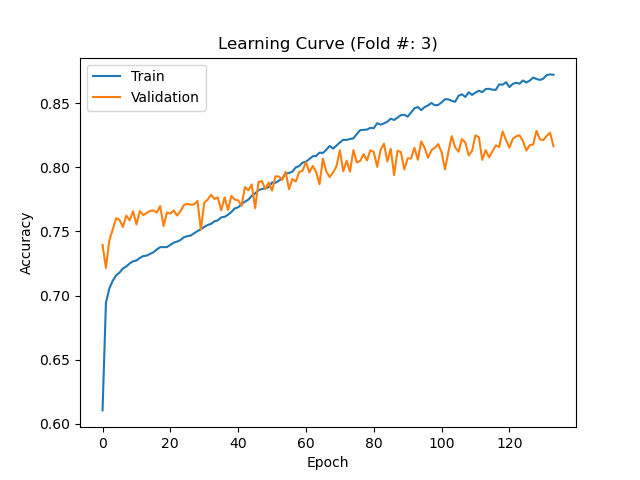 Learning Curve (Fold #: 3)
Train
Validation
Accuracy
0.85
0.80
0.75
0.70
0.65
0.60
0 20 40 60 80 100 120
Epoch